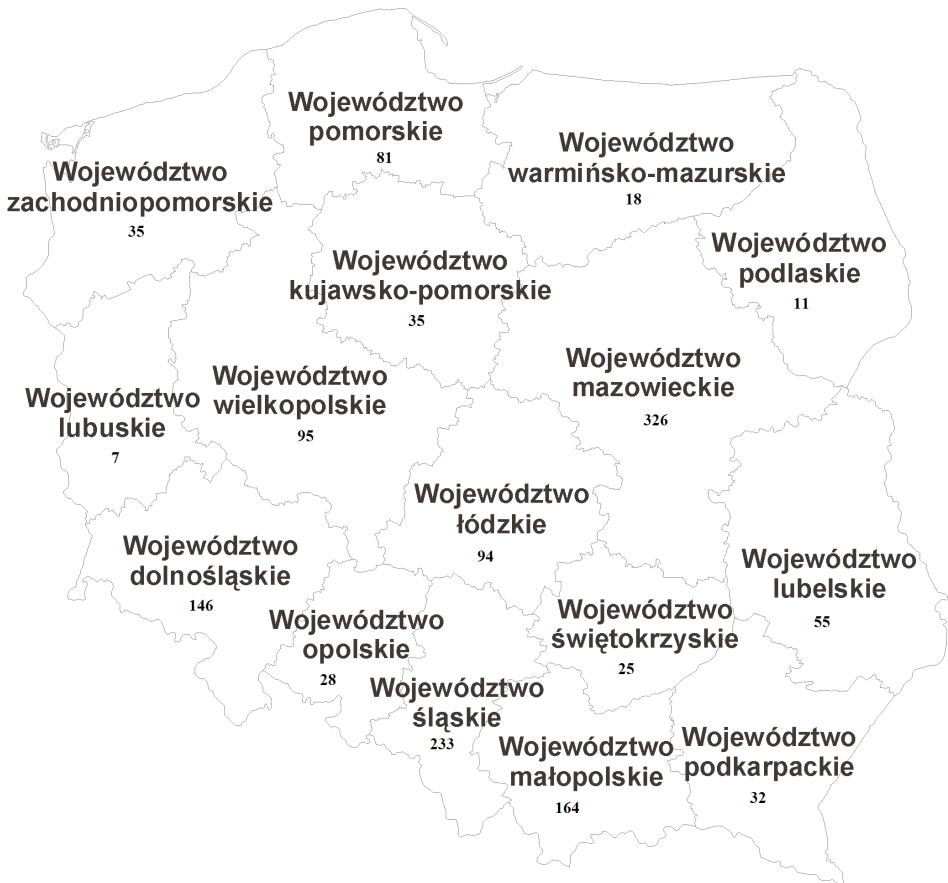 Województwo
pomorskie
81
Województwo
warmińsko-mazurskie
18
Województwo
zachodniopomorskie
35
Województwo
podlaskie
11
Województwo
kujawsko-pomorskie
35
Województwo
mazowieckie
326
Województwo
wielkopolskie
95
Województwo
lubuskie
7
Województwo
łódzkie
94
Województwo
dolnośląskie
146
Województwo
lubelskie
55
Województwo
świętokrzyskie
25
Województwo
opolskie
28
Województwo
śląskie
233
Województwo
małopolskie
164
Województwo
podkarpackie
32